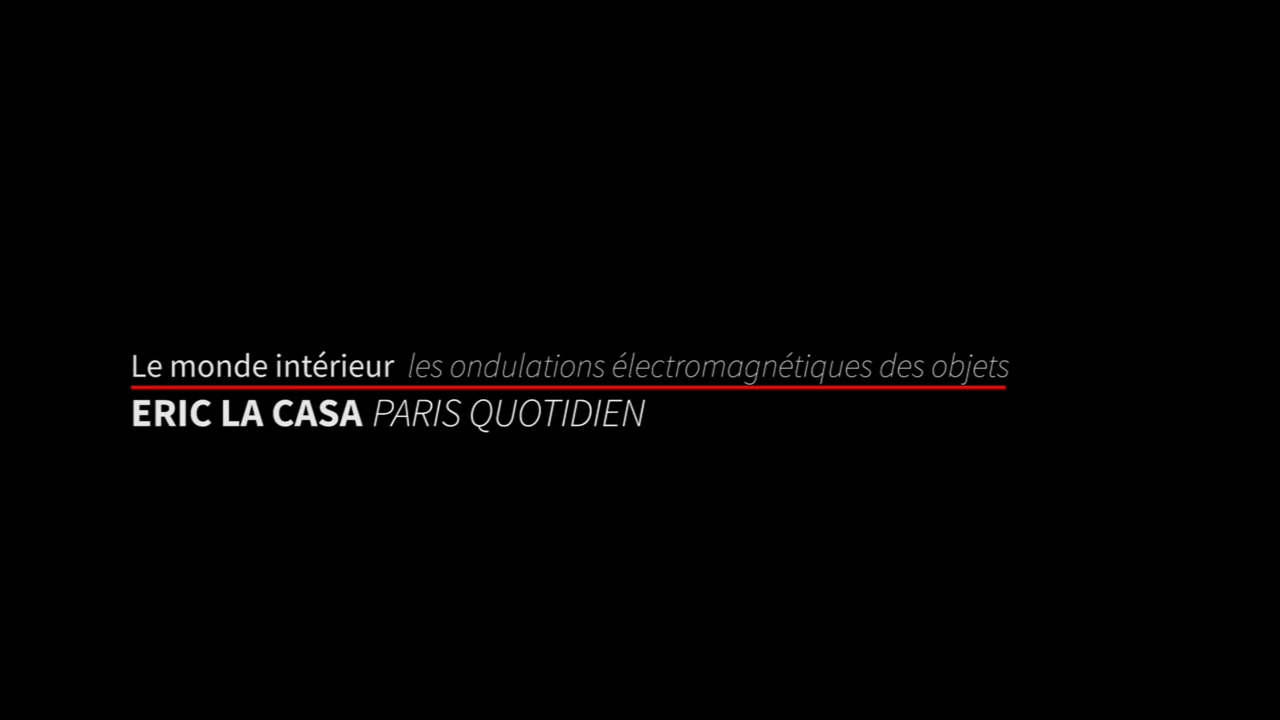 Le monde intérieur les ondulations électromagnétiques des objets
ERIC LA CASA PARIS QUOTIDIEN